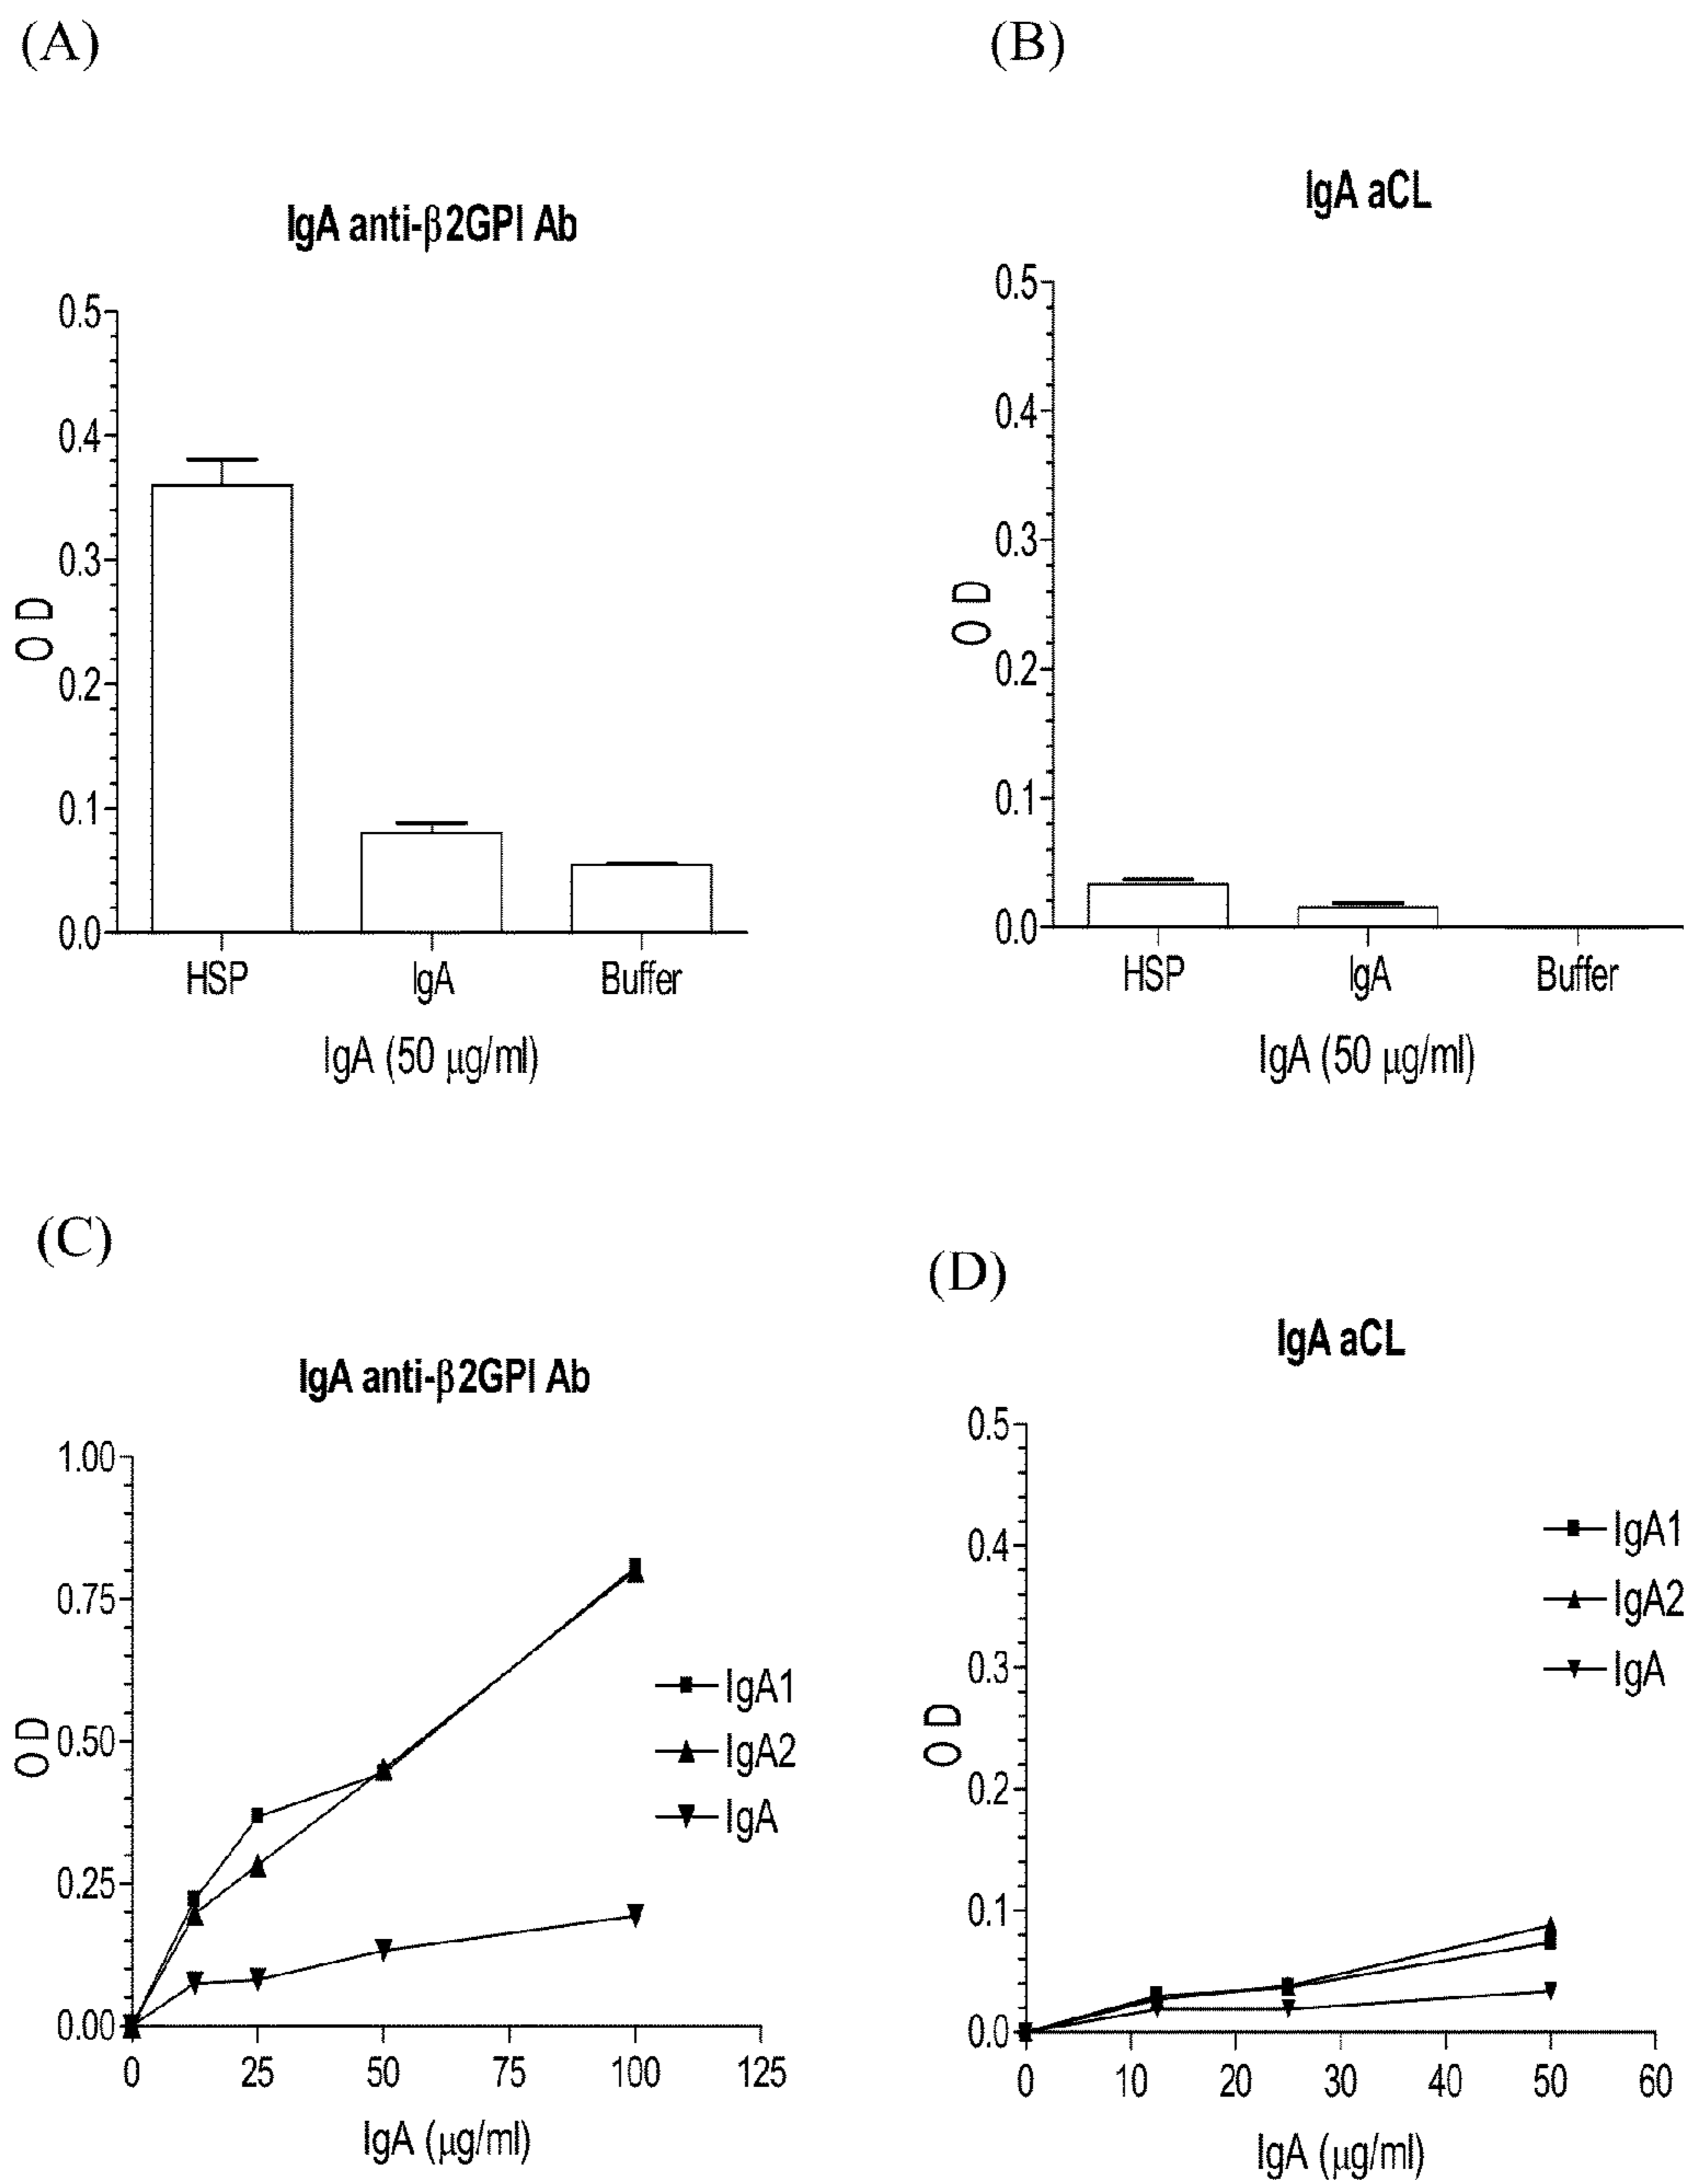 (A)
IgA anti-β2GPI Ab
0.5
0.4
0.3
0.2
0.1
0.0
O D
HSP IgA Buffer
IgA (50 μg/ml)
(B)
IgA aCL
0.5
0.4
0.3
0.2
0.1
0.0
O D
HSP IgA Buffer
IgA (50 μg/ml)
(C)
IgA anti-β2GPI Ab
1.00
0.75
0.50
0.25
0.00
O D
IgA1
IgA2
IgA
0 25 50 75 100 125
IgA (μg/ml)
(D)
IgA aCL
0.5
0.4
0.3
0.2
0.1
0.0
O D
IgA1
IgA2
IgA
0 10 20 30 40 50 60
IgA (μg/ml)